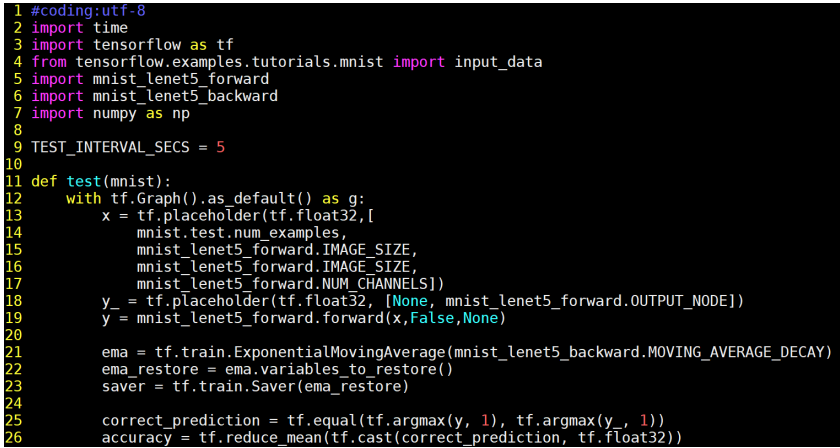 1 #coding:utf-8
2 import time
3 import tensorflow as tf
4 from tensorflow.examples.tutorials.mnist import input_data
5 import mnist_lenet5_forward
6 import mnist_lenet5_backward
7 import numpy as np
8
9 TEST_INTERVAL_SECS = 5
10
11 def test(mnist):
12     with tf.Graph().as_default() as g:
13         x = tf.placeholder(tf.float32,[
14             mnist.test.num_examples,
15             mnist_lenet5_forward.IMAGE_SIZE,
16             mnist_lenet5_forward.IMAGE_SIZE,
17             mnist_lenet5_forward.NUM_CHANNELS])
18         y_ = tf.placeholder(tf.float32, [None, mnist_lenet5_forward.OUTPUT_NODE])
19         y = mnist_lenet5_forward.forward(x,False,None)
20
21         ema = tf.train.ExponentialMovingAverage(mnist_lenet5_backward.MOVING_AVERAGE_DECAY)
22         ema_restore = ema.variables_to_restore()
23         saver = tf.train.Saver(ema_restore)
24
25         correct_prediction = tf.equal(tf.argmax(y, 1), tf.argmax(y_, 1))
26         accuracy = tf.reduce_mean(tf.cast(correct_prediction, tf.float32))